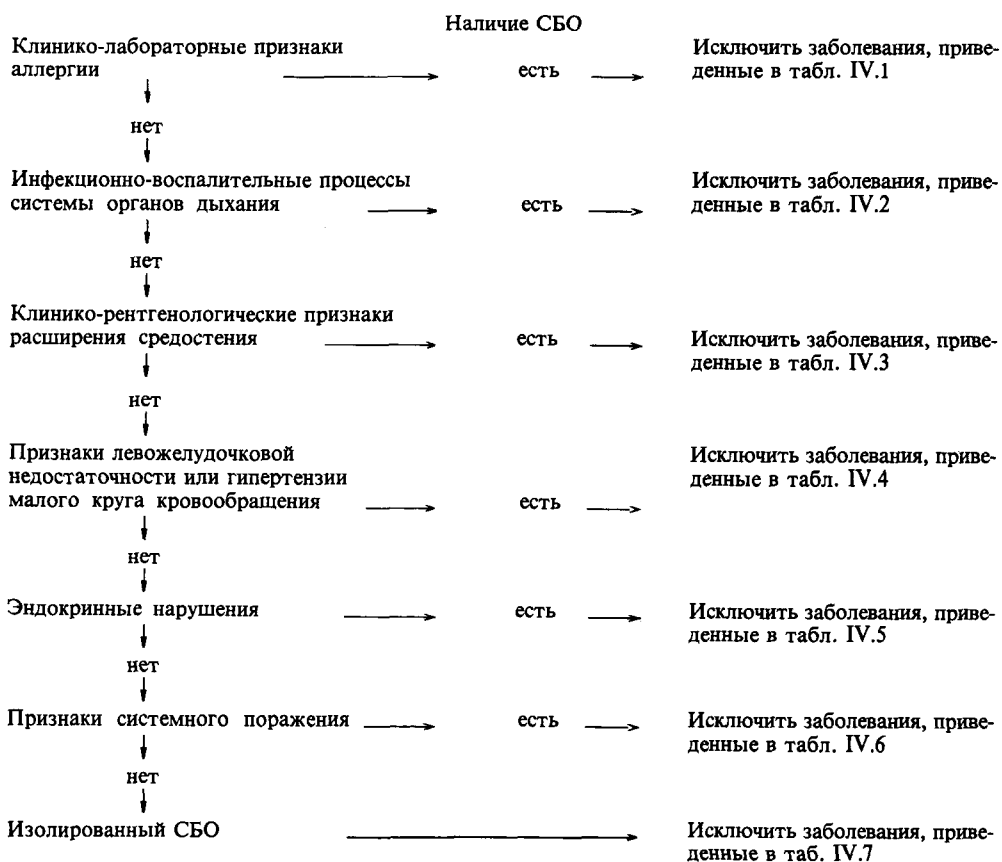 Наличие СБО
Клинико-лабораторные признаки
аллергии
есть
Исключить заболевания, приве-
денные в табл. IV.1
нет
Инфекционно-воспалительные процессы
системы органов дыхания
есть
Исключить заболевания, приве-
денные в табл. IV.2
нет
Клинико-рентгенологические признаки
расширения средостения
есть
Исключить заболевания, приве-
денные в табл. IV.3
нет
Признаки левожелудочковой
недостаточности или гипертензии
малого круга кровообращения
есть
Исключить заболевания, приве-
денные в табл. IV.4
нет
Эндокринные нарушения
есть
Исключить заболевания, приве-
денные в табл. IV.5
нет
Признаки системного поражения
есть
Исключить заболевания, приве-
денные в табл. IV.6
нет
Изолированный СБО
Исключить заболевания, приве-
денные в таб. IV.7